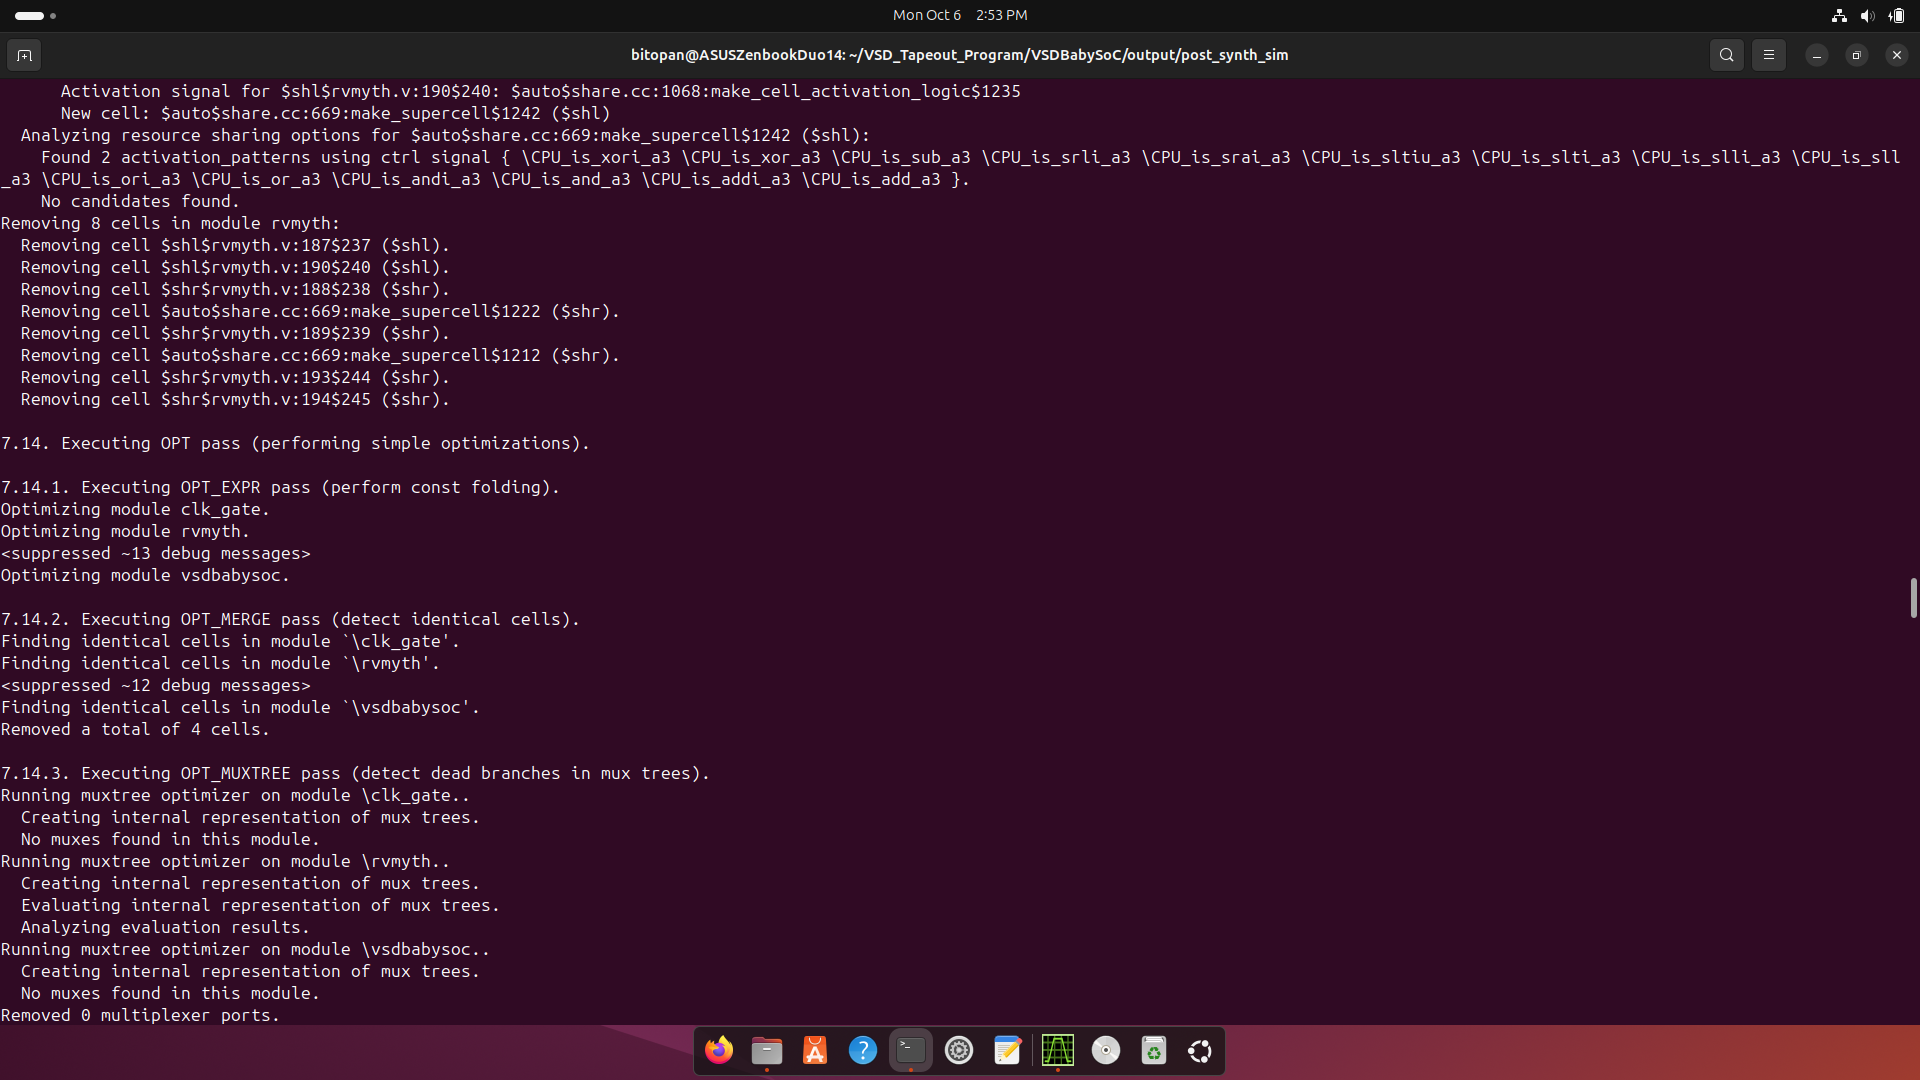 Mon Oct 6 2:53 PM
bitopan@ASUSZenbookDuo14: ~/VSD_Tapeout_Program/VSDBabySoC/output/post_synth_sim
Activation signal for $shl$rvmyth.v:190$240: $auto$share.cc:1068:make_cell_activation_logic$1235
New cell: $auto$share.cc:669:make_supercell$1242 ($shl)
Analyzing resource sharing options for $auto$share.cc:669:make_supercell$1242 ($shl):
Found 2 activation_patterns using ctrl signal { \CPU_is_xori_a3 \CPU_is_xor_a3 \CPU_is_sub_a3 \CPU_is_srli_a3 \CPU_is_srai_a3 \CPU_is_sltiu_a3 \CPU_is_slti_a3 \CPU_is_slli_a3 \CPU_is_sll
_a3 \CPU_is_ori_a3 \CPU_is_or_a3 \CPU_is_andi_a3 \CPU_is_and_a3 \CPU_is_addi_a3 \CPU_is_add_a3 }.
No candidates found.
Removing 8 cells in module rvmyth:
Removing cell $shl$rvmyth.v:187$237 ($shl).
Removing cell $shl$rvmyth.v:190$240 ($shl).
Removing cell $shr$rvmyth.v:188$238 ($shr).
Removing cell $auto$share.cc:669:make_supercell$1222 ($shr).
Removing cell $shr$rvmyth.v:189$239 ($shr).
Removing cell $auto$share.cc:669:make_supercell$1212 ($shr).
Removing cell $shr$rvmyth.v:193$244 ($shr).
Removing cell $shr$rvmyth.v:194$245 ($shr).
7.14. Executing OPT pass (performing simple optimizations).
7.14.1. Executing OPT_EXPR pass (perform const folding).
Optimizing module clk_gate.
Optimizing module rvmyth.
<suppressed ~13 debug messages>
Optimizing module vsdbabysoc.
7.14.2. Executing OPT_MERGE pass (detect identical cells).
Finding identical cells in module `\clk_gate'.
Finding identical cells in module `\rvmyth'.
<suppressed ~12 debug messages>
Finding identical cells in module `\vsdbabysoc'.
Removed a total of 4 cells.
7.14.3. Executing OPT_MUXTREE pass (detect dead branches in mux trees).
Running muxtree optimizer on module \clk_gate..
Creating internal representation of mux trees.
No muxes found in this module.
Running muxtree optimizer on module \rvmyth..
Creating internal representation of mux trees.
Evaluating internal representation of mux trees.
Analyzing evaluation results.
Running muxtree optimizer on module \vsdbabysoc..
Creating internal representation of mux trees.
No muxes found in this module.
Removed 0 multiplexer ports.